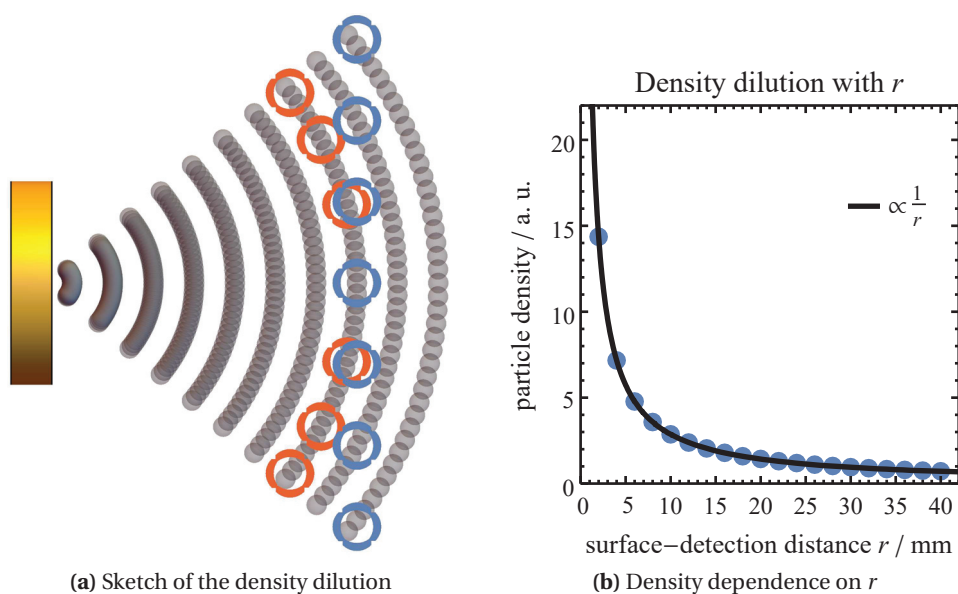 Density dilution with r
particle density / a. u.
20
15
10
5
0
∝ 1/r
0 5 10 15 20 25 30 35 40
surface−detection distance r / mm
(a) Sketch of the density dilution
(b) Density dependence on r